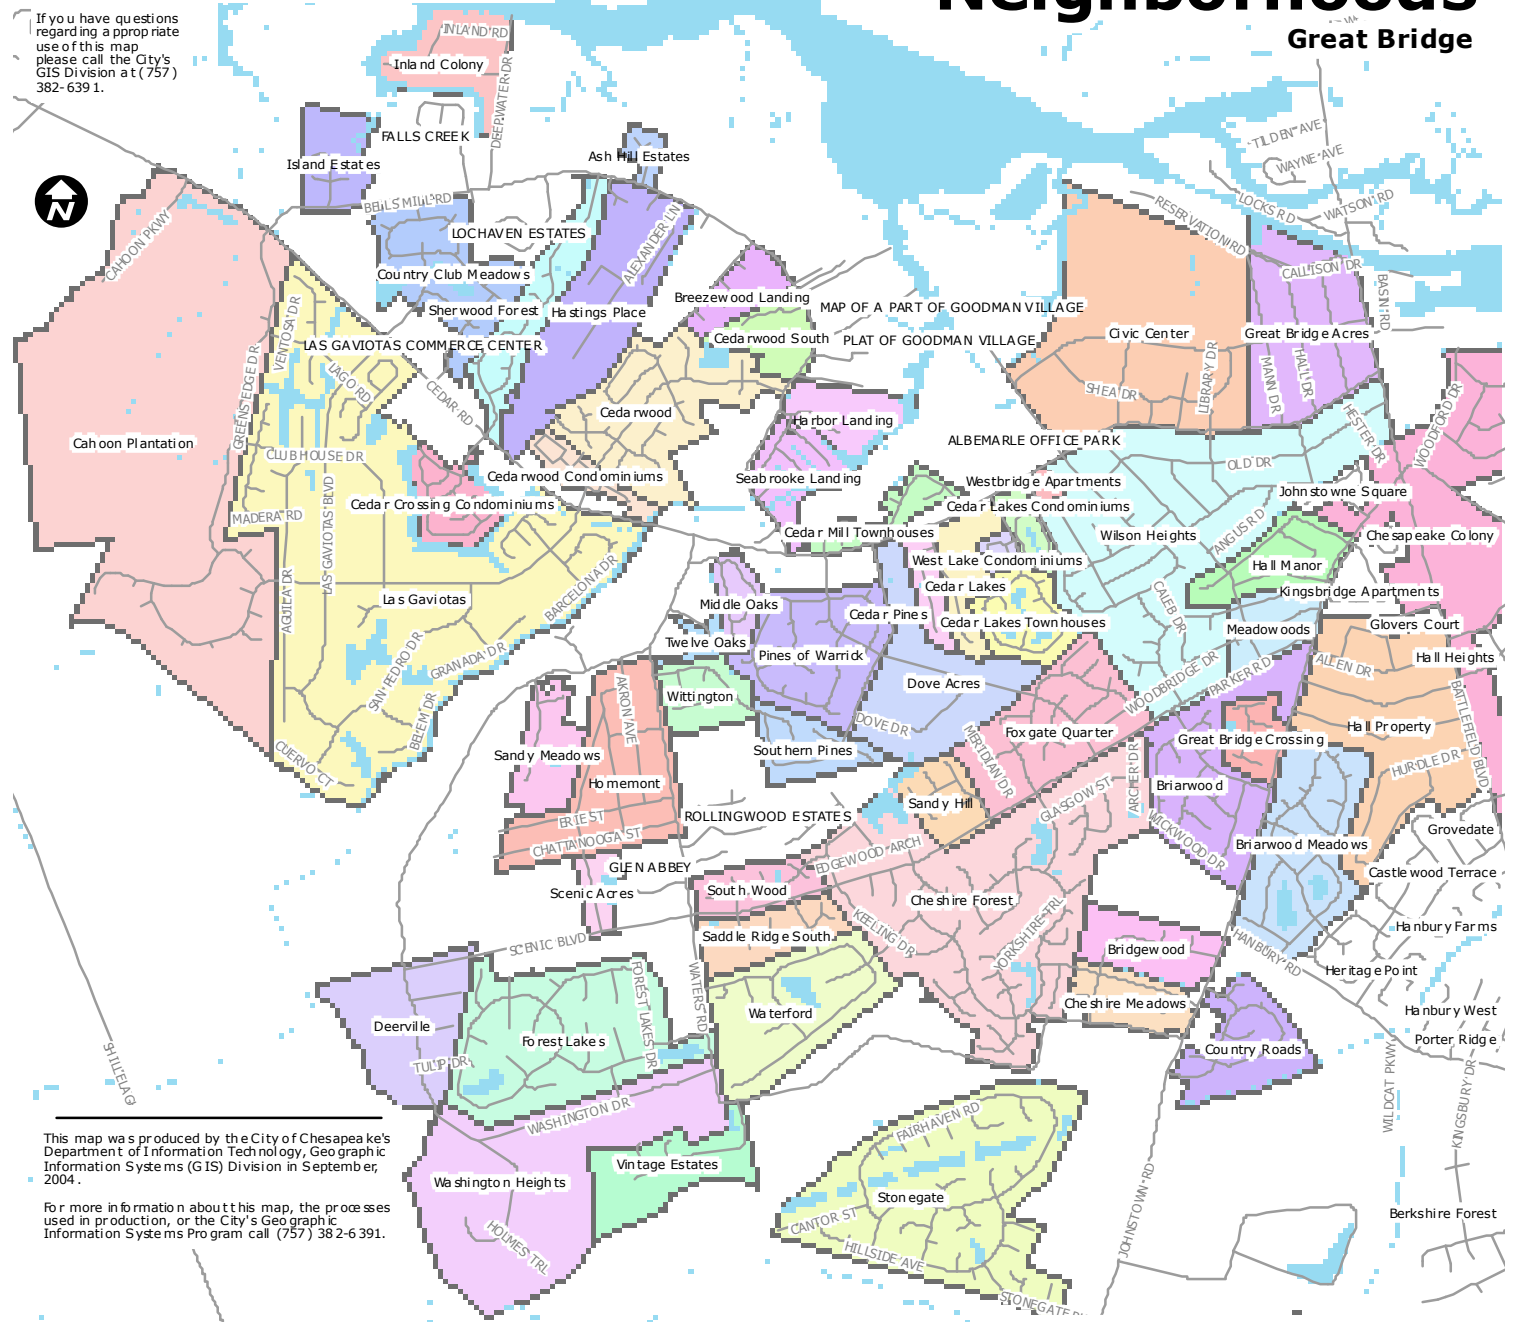 Neighborhoods
Great Bridge
If you have questions
regarding appropriate
use of this map
please call the City's
GIS Division at (757)
382-6391.
INLAND RD
Inland Colony
DEEPWATER DR
FALLS CREEK
Island Estates
Ash Hill Estates
TILDEN AVE
WAYNE AVE
N
BELLS MILL RD
LOCKS RD
WATSON RD
RESERVATION RD
CAHOON PKWY
LOCHAVEN ESTATES
ALEXANDER LN
Country Club Meadows
CALLISON DR
BASIN RD
Breezewood Landing
Sherwood Forest
Hastings Place
MAP OF A PART OF GOODMAN VILLAGE
VENTOSA DR
LAS GAVIOTAS COMMERCE CENTER
Cedarwood South
PLAT OF GOODMAN VILLAGE
Civic Center
Great Bridge Acres
LAGO RD
CEDAR RD
GREENS EDGE DR
SHEA DR
LIBRARY DR
MANN DR
HALL DR
HESTER DR
WOODFORD DR
Cedarwood
Harbor Landing
Cahoon Plantation
ALBEMARLE OFFICE PARK
CLUBHOUSE DR
OLD DR
Cedarwood Condominiums
Seabrooke Landing
Westbridge Apartments
Johnstowne Square
Cedar Crossing Condominiums
Cedar Lakes Condominiums
MADERA RD
LAS GAVIOTAS BLVD
Cedar Mill Townhouses
Wilson Heights
ANGUS RD
Chesapeake Colony
West Lake Condominiums
Hall Manor
BARCELONA DR
Cedar Lakes
Kingsbridge Apartments
AGUILA DR
Las Gaviotas
Middle Oaks
Cedar Pines
CALEB DR
Cedar Lakes Townhouses
Meadowoods
Glovers Court
Twelve Oaks
Pines of Warrick
SAN PEDRO DR
GRANADA DR
WOODBRIDGE DR
PARKER RD
ALLEN DR
Hall Heights
Dove Acres
Wittington
AKRON AVE
BELEM DR
DOVE DR
MERIDIAN DR
Foxgate Quarter
Great Bridge Crossing
Hall Property
BATTLEFIELD BLVD
Sandy Meadows
Southern Pines
CUERVO CT
Homemont
ARCHER DR
Briarwood
HURDLE DR
Sandy Hill
GLASGOW ST
ERIE ST
ROLLINGWOOD ESTATES
WICKWOOD DR
Grovedate
CHATTANOOGA ST
EDGEWOOD ARCH
Briarwood Meadows
GLEN ABBEY
Castlewood Terrace
Scenic Acres
South Wood
Cheshire Forest
KEELING DR
YORKSHIRE TRL
Hanbury Farms
Saddle Ridge South
SCENIC BLVD
Bridgewood
HANBURY RD
Heritage Point
FOREST LAKES DR
WATERS RD
Cheshire Meadows
Waterford
Hanbury West
Deerville
Forest Lakes
Porter Ridge
Country Roads
TULIP DR
SHILLELAGH
WILDCAT PKWY
KINGSBURY DR
WASHINGTON DR
FAIRHAVEN RD
This map was produced by the City of Chesapeake's
Department of Information Technology, Geographic
Information Systems (GIS) Division in September,
2004.
Vintage Estates
Washington Heights
Stonegate
JOHNSTOWN RD
For more information about this map, the processes
used in production, or the City's Geographic
Information Systems Program call (757) 382-6391.
CANTOR ST
Berkshire Forest
HOLMES TRL
HILLSIDE AVE